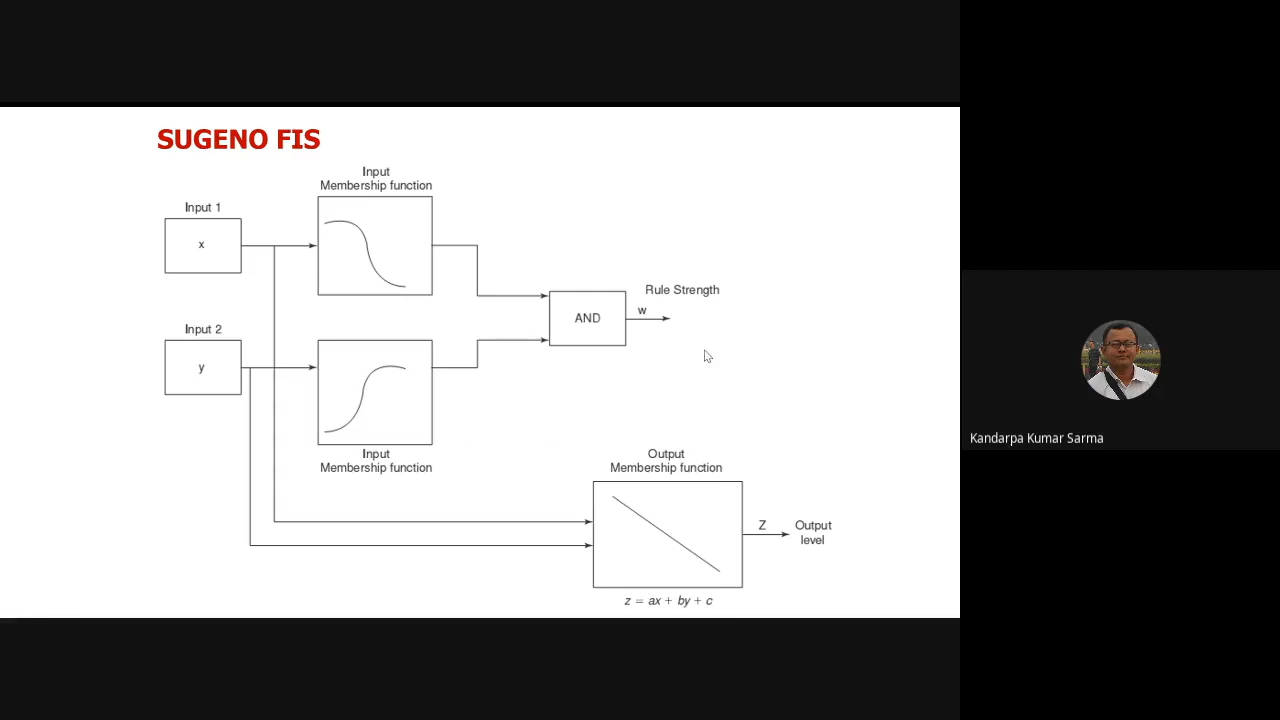 SUGENO FIS
Input
Membership function
Input 1
x
Input 2
y
Input
Membership function
AND
w
Rule Strength
Output
Membership function
Z
Output
level
z = ax + by + c
Kandarpa Kumar Sarma